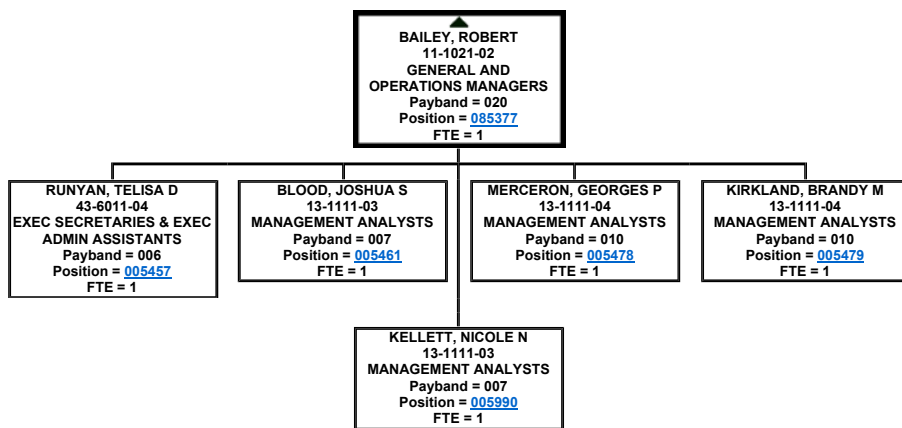 BAILEY, ROBERT
11-1021-02
GENERAL AND
OPERATIONS MANAGERS
Payband = 020
Position = 085377
FTE = 1
RUNYAN, TELISA D
43-6011-04
EXEC SECRETARIES & EXEC
ADMIN ASSISTANTS
Payband = 006
Position = 005457
FTE = 1
BLOOD, JOSHUA S
13-1111-03
MANAGEMENT ANALYSTS
Payband = 007
Position = 005461
FTE = 1
MERCERON, GEORGES P
13-1111-04
MANAGEMENT ANALYSTS
Payband = 010
Position = 005478
FTE = 1
KIRKLAND, BRANDY M
13-1111-04
MANAGEMENT ANALYSTS
Payband = 010
Position = 005479
FTE = 1
KELLETT, NICOLE N
13-1111-03
MANAGEMENT ANALYSTS
Payband = 007
Position = 005990
FTE = 1